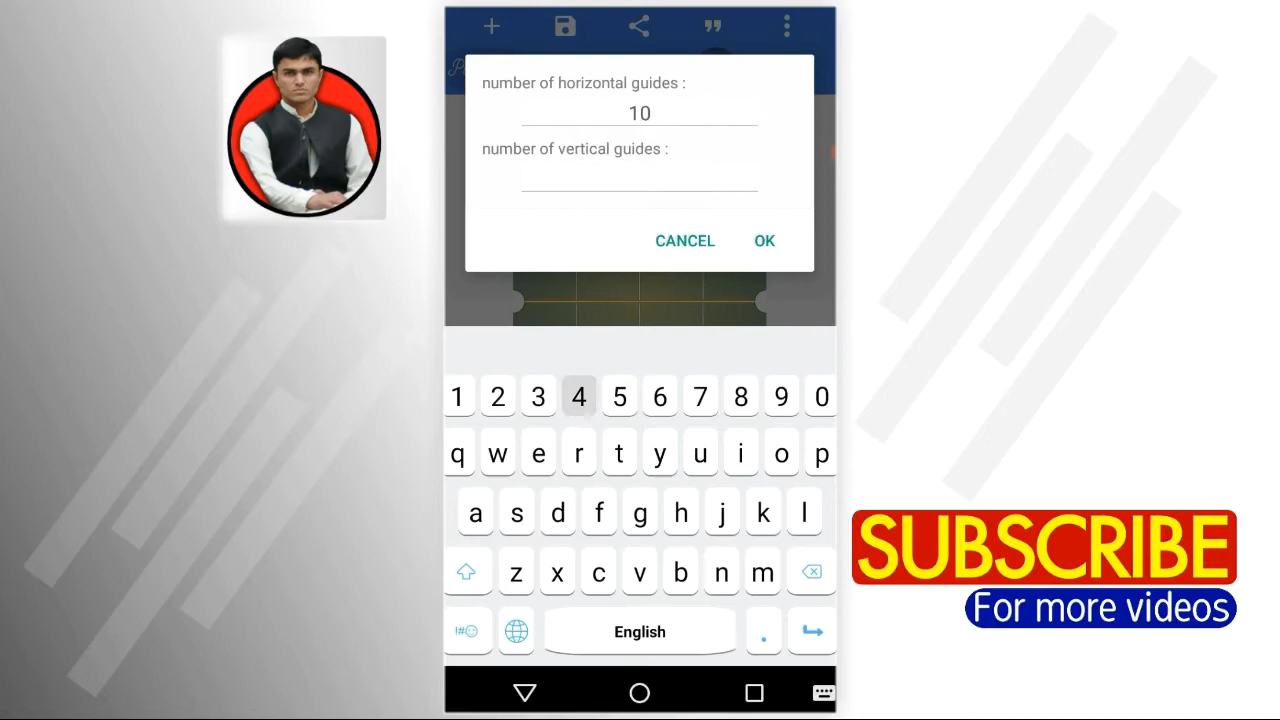 number of horizontal guides :
10
number of vertical guides :
CANCEL OK
1 2 3 4 5 6 7 8 9 0
q w e r t y u i o p
a s d f g h j k l
z x c v b n m
!#☺ English .
SUBSCRIBE
For more videos